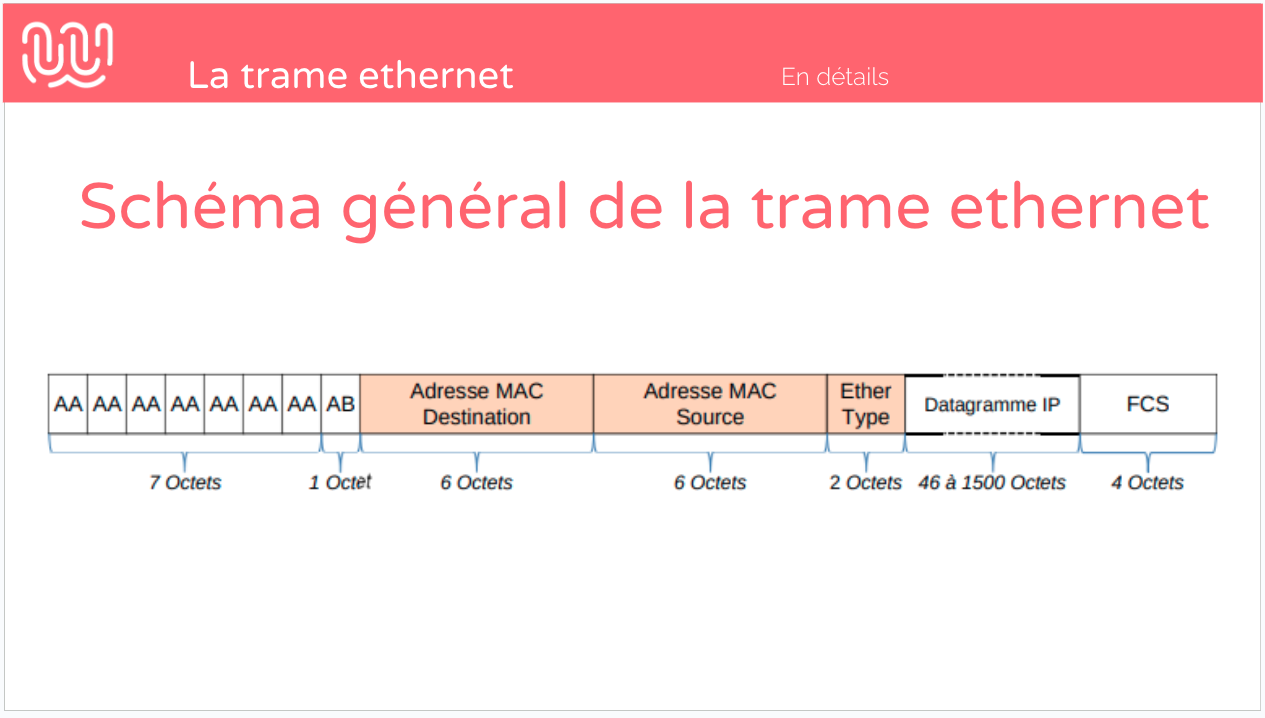 La trame ethernet
En détails
Schéma général de la trame ethernet
AA AA AA AA AA AA AA AB
Adresse MAC
Destination
Adresse MAC
Source
Ether
Type
Datagramme IP
FCS
7 Octets
1 Octet
6 Octets
6 Octets
2 Octets
46 à 1500 Octets
4 Octets